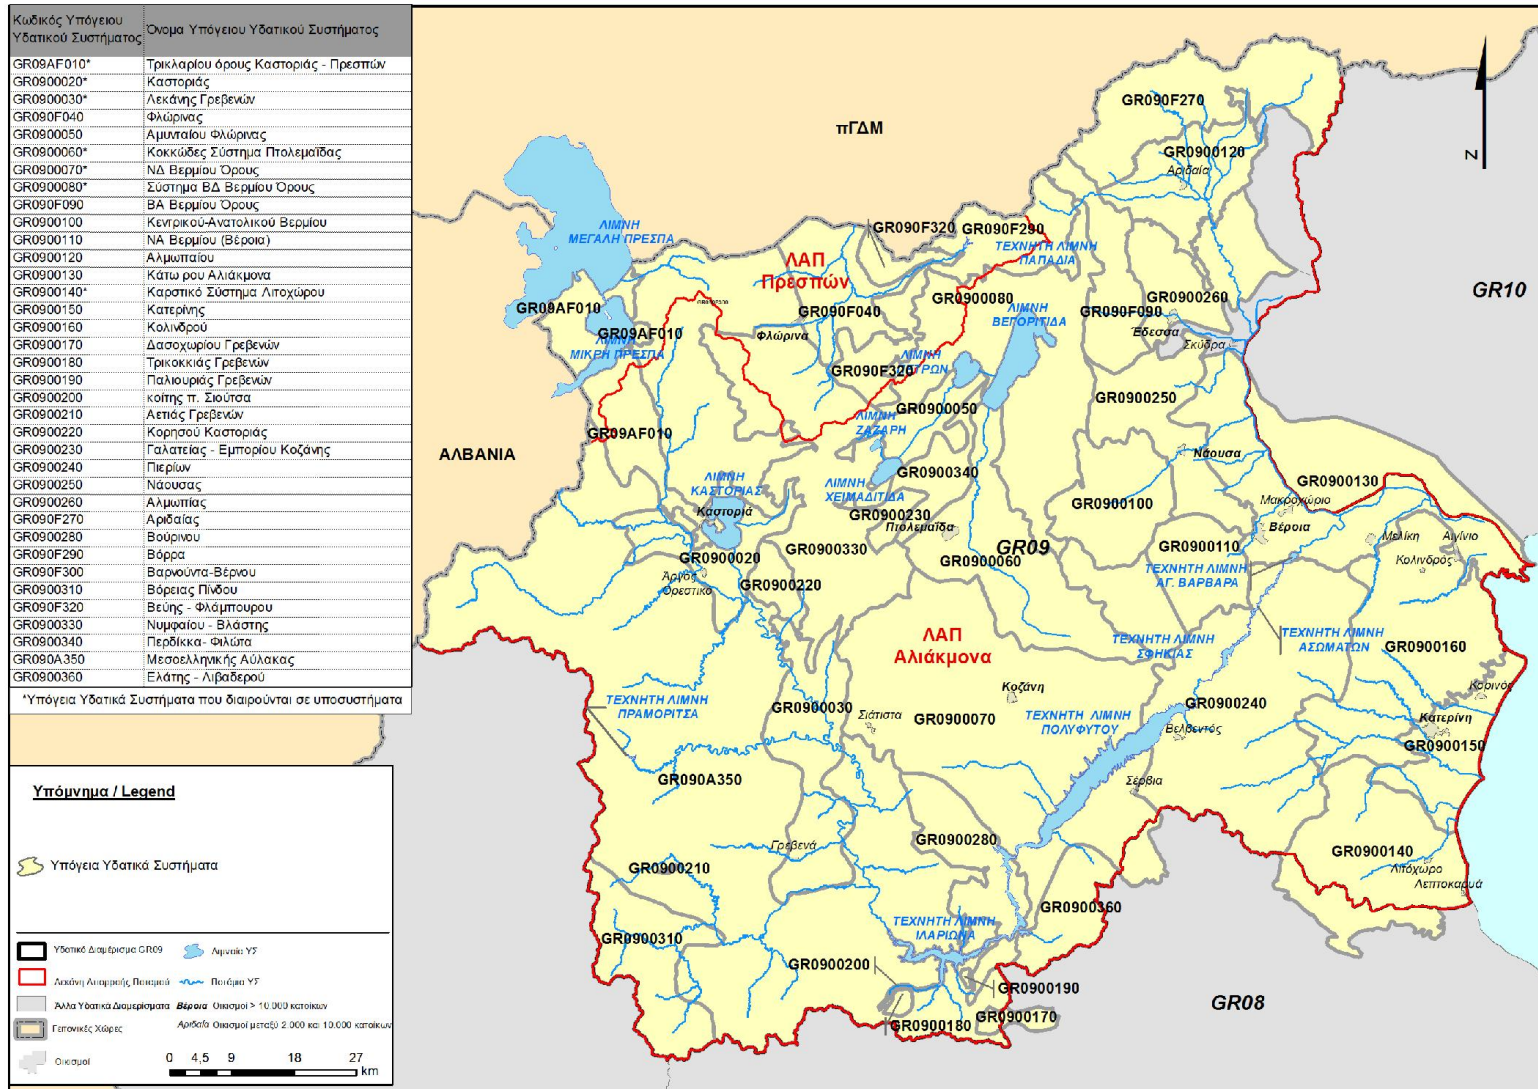 Κωδικός Υπόγειου
Υδατικού Συστήματος
Όνομα Υπόγειου Υδατικού Συστήματος
GR09AF010* Τρικλαρίου όρους Καστοριάς - Πρεσπών
GR0900020* Καστοριάς
GR0900030* Λεκάνης Γρεβενών
GR090F040 Φλώρινας
GR0900050 Αμυνταίου Φλώρινας
GR0900060* Κοκκώδες Σύστημα Πτολεμαΐδας
GR0900070* ΝΔ Βερμίου Όρους
GR0900080* Σύστημα ΒΔ Βερμίου Όρους
GR090F090 ΒΑ Βερμίου Όρους
GR0900100 Κεντρικού-Ανατολικού Βερμίου
GR0900110 ΝΑ Βερμίου (Βέροια)
GR0900120 Αλμωπαίου
GR0900130 Κάτω ρου Αλιάκμονα
GR0900140* Καρστικό Σύστημα Λιτοχώρου
GR0900150 Κατερίνης
GR0900160 Κολινδρού
GR0900170 Δασοχωρίου Γρεβενών
GR0900180 Τρικοκκιάς Γρεβενών
GR0900190 Παλιουριάς Γρεβενών
GR0900200 κοίτης π. Σιούτσα
GR0900210 Αετιάς Γρεβενών
GR0900220 Κορησού Καστοριάς
GR0900230 Γαλατείας - Εμπορίου Κοζάνης
GR0900240 Πιερίων
GR0900250 Νάουσας
GR0900260 Αλμωπίας
GR090F270 Αριδαίας
GR0900280 Βούρινου
GR090F290 Βόρρα
GR090F300 Βαρνούντα-Βέρνου
GR0900310 Βόρειας Πίνδου
GR090F320 Βεύης - Φλάμπουρου
GR0900330 Νυμφαίου - Βλάστης
GR0900340 Περδίκκα- Φιλώτα
GR090A350 Μεσοελληνικής Αύλακας
GR0900360 Ελάτης - Λιβαδερού
*Υπόγεια Υδατικά Συστήματα που διαιρούνται σε υποσυστήματα
Υπόμνημα / Legend
Υπόγεια Υδατικά Συστήματα
Υδατικό Διαμέρισμα GR09
Λιμναία ΥΣ
Λεκάνη Απορροής Ποταμού
Ποτάμια ΥΣ
Άλλα Υδατικά Διαμερίσματα
Βέροια Οικισμοί > 10.000 κατοίκων
Γειτονικές Χώρες
Αριδαία Οικισμοί μεταξύ 2.000 και 10.000 κατοίκων
Οικισμοί
0 4,5 9 18 27
km
πΓΔΜ
Z
GR10
GR08
ΑΛΒΑΝΙΑ
GR09
ΛΑΠ
Πρεσπών
ΛΑΠ
Αλιάκμονα
GR090F270
GR0900120
Αριδαία
ΛΙΜΝΗ
ΜΕΓΑΛΗ ΠΡΕΣΠΑ
GR090F320
GR090F290
ΤΕΧΝΗΤΗ ΛΙΜΝΗ
ΠΑΠΑΔΙΑ
GR09AF010
GR09AF010
ΛΙΜΝΗ
ΜΙΚΡΗ ΠΡΕΣΠΑ
GR090F040
Φλώρινα
GR0900080
ΛΙΜΝΗ
ΒΕΓΟΡΙΤΙΔΑ
GR090F090
GR0900260
Έδεσσα
Σκύδρα
GR090F320
GR0900050
ΛΙΜΝΗ
ΖΑΖΑΡΗ
GR0900250
GR09AF010
ΛΙΜΝΗ
ΚΑΣΤΟΡΙΑΣ
Καστοριά
ΛΙΜΝΗ
ΧΕΙΜΑΔΙΤΙΔΑ
GR0900340
GR0900230
Πτολεμαΐδα
Νάουσα
GR0900130
GR0900100
Μακροχώριο
Βέροια
GR0900020
Άργος
Ορεστικό
GR0900330
GR0900220
GR0900060
GR0900110
ΤΕΧΝΗΤΗ ΛΙΜΝΗ
ΑΓ. ΒΑΡΒΑΡΑ
Μελίκη
Αιγίνιο
Κολινδρός
ΤΕΧΝΗΤΗ ΛΙΜΝΗ
ΣΦΗΚΙΑΣ
ΤΕΧΝΗΤΗ ΛΙΜΝΗ
ΑΣΩΜΑΤΩΝ
GR0900160
Κορινός
ΤΕΧΝΗΤΗ ΛΙΜΝΗ
ΠΡΑΜΟΡΙΤΣΑ
GR0900030
Σιάτιστα
Κοζάνη
GR0900070
ΤΕΧΝΗΤΗ ΛΙΜΝΗ
ΠΟΛΥΦΥΤΟΥ
GR0900240
Βελβεντός
Κατερίνη
GR0900150
GR090A350
Σέρβια
Γρεβενά
GR0900280
GR0900210
GR0900140
Λιτόχωρο
Λεπτοκαρυά
GR0900310
ΤΕΧΝΗΤΗ ΛΙΜΝΗ
ΙΛΑΡΙΩΝΑ
GR0900360
GR0900200
GR0900190
GR0900180
GR0900170